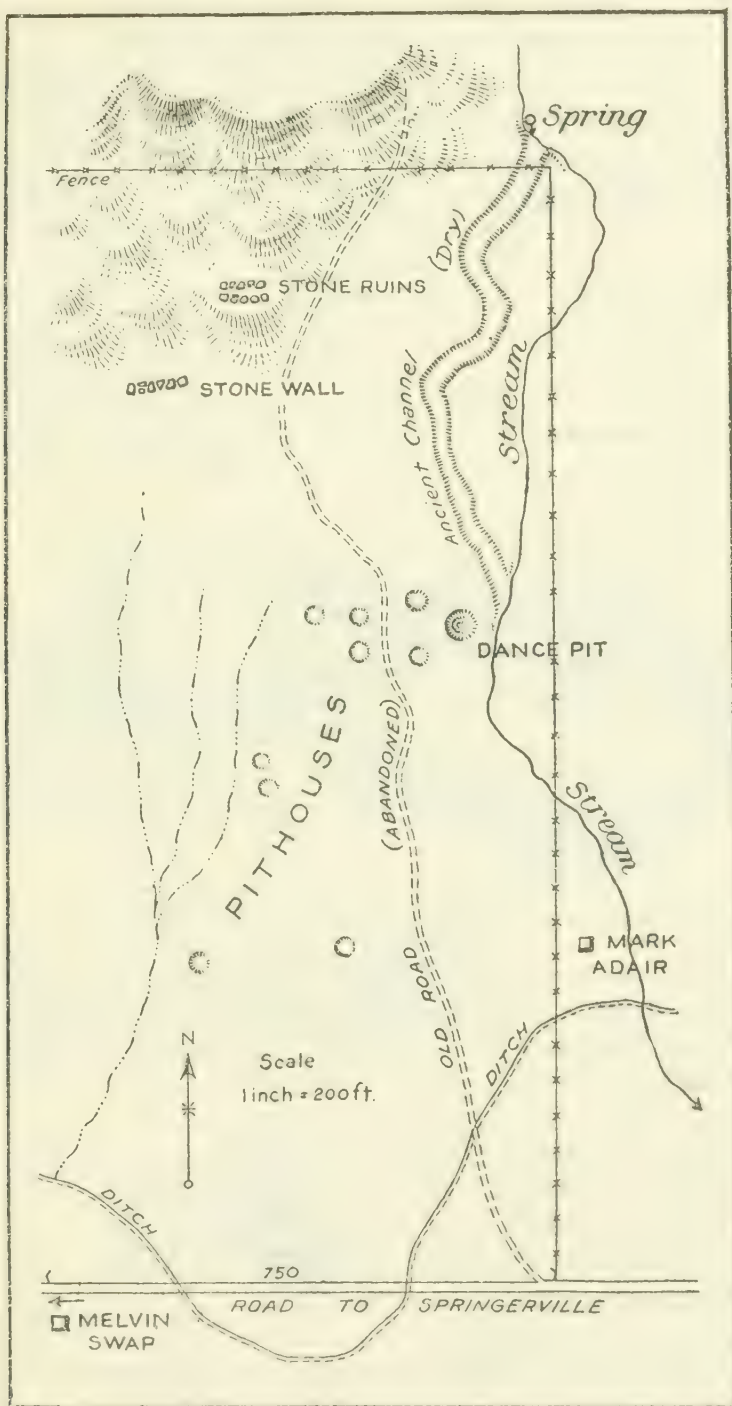 Spring
Fence
(Dry)
STONE RUINS
Stream
STONE WALL
Ancient Channel
DANCE PIT
PITHOUSES
(ABANDONED)
Stream
MARK
ADAIR
OLD ROAD
DITCH
N
Scale
1 inch = 200 ft.
DITCH
750
ROAD TO SPRINGERVILLE
MELVIN
SWAP